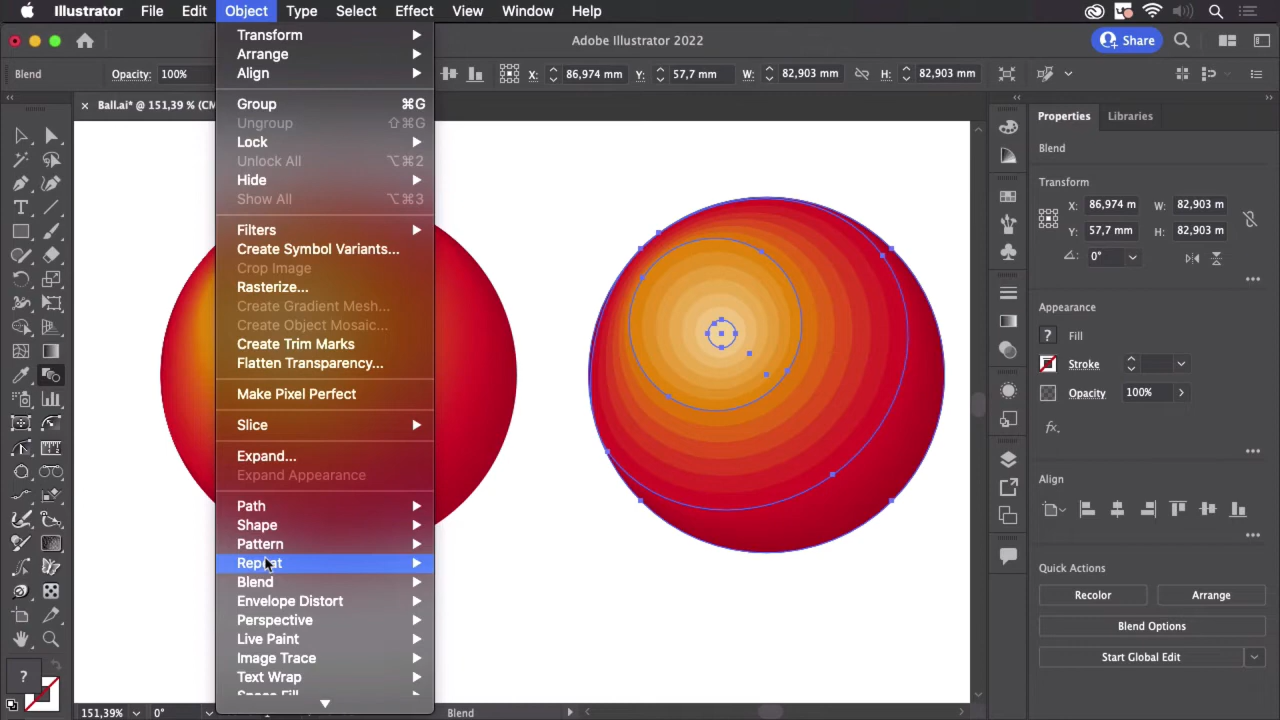 Illustrator File Edit Object Type Select Effect View Window Help
Adobe Illustrator 2022
Share
Blend Opacity: 100% X: 86,974 mm Y: 57,7 mm W: 82,903 mm H: 82,903 mm
× Ball.ai* @ 151,39 % (CM
Transform
Arrange
Align
Group ⌘G
Ungroup ⇧⌘G
Lock
Unlock All ⌥⌘2
Hide
Show All ⌥⌘3
Filters
Create Symbol Variants...
Crop Image
Rasterize...
Create Gradient Mesh...
Create Object Mosaic...
Create Trim Marks
Flatten Transparency...
Make Pixel Perfect
Slice
Expand...
Expand Appearance
Path
Shape
Pattern
Repeat
Blend
Envelope Distort
Perspective
Live Paint
Image Trace
Text Wrap
Properties Libraries
Blend
Transform
X: 86,974 m W: 82,903 m
Y: 57,7 mm H: 82,903 m
0°
Appearance
? Fill
Stroke
Opacity 100%
fx.
Align
Quick Actions
Recolor Arrange
Blend Options
Start Global Edit
?
151,39% 0° Blend